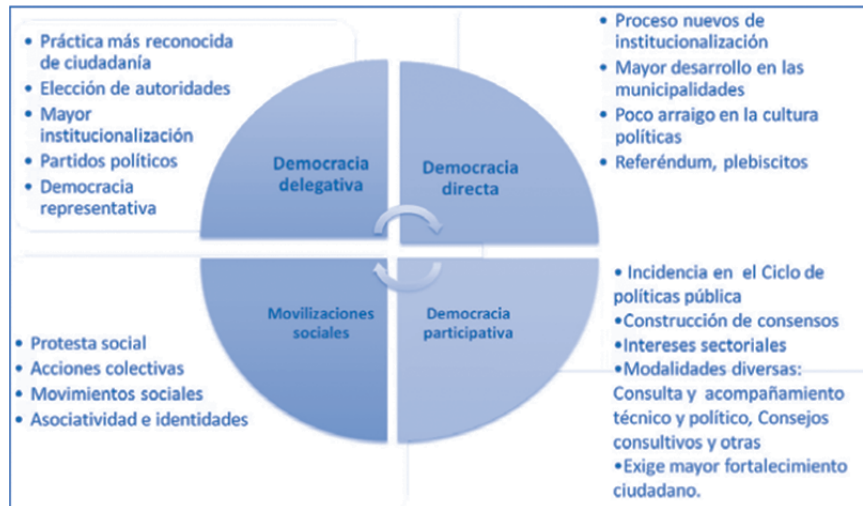 • Práctica más reconocida
de ciudadanía
• Elección de autoridades
• Mayor
institucionalización
• Partidos políticos
• Democracia
representativa
Democracia
delegativa
• Proceso nuevos de
institucionalización
• Mayor desarrollo en las
municipalidades
• Poco arraigo en la cultura
políticas
• Referéndum, plebiscitos
Democracia
directa
• Protesta social
• Acciones colectivas
• Movimientos sociales
• Asociatividad e identidades
Movilizaciones
sociales
Democracia
participativa
• Incidencia en el Ciclo de
políticas pública
•Construcción de consensos
•Intereses sectoriales
•Modalidades diversas:
Consulta y acompañamiento
técnico y político, Consejos
consultivos y otras
•Exige mayor fortalecimiento
ciudadano.